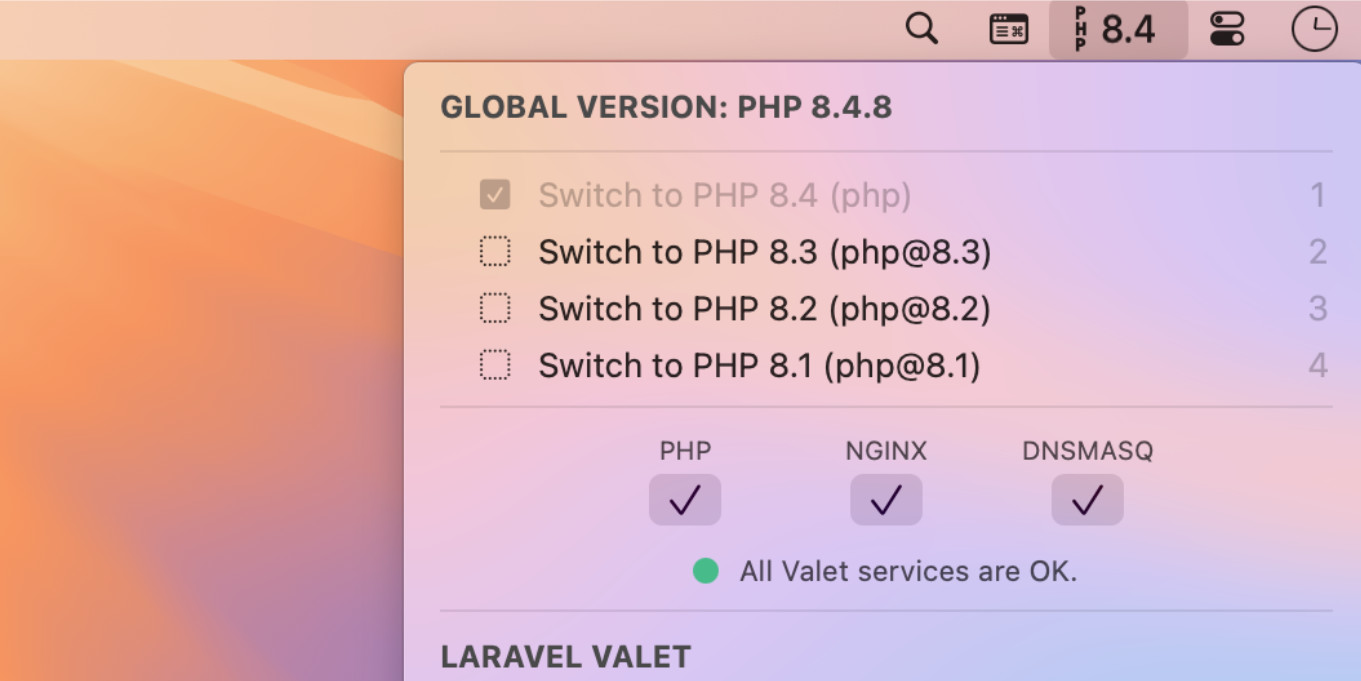 PHP 8.4
GLOBAL VERSION: PHP 8.4.8
Switch to PHP 8.4 (php) 1
Switch to PHP 8.3 (php@8.3) 2
Switch to PHP 8.2 (php@8.2) 3
Switch to PHP 8.1 (php@8.1) 4
PHP NGINX DNSMASQ
All Valet services are OK.
LARAVEL VALET